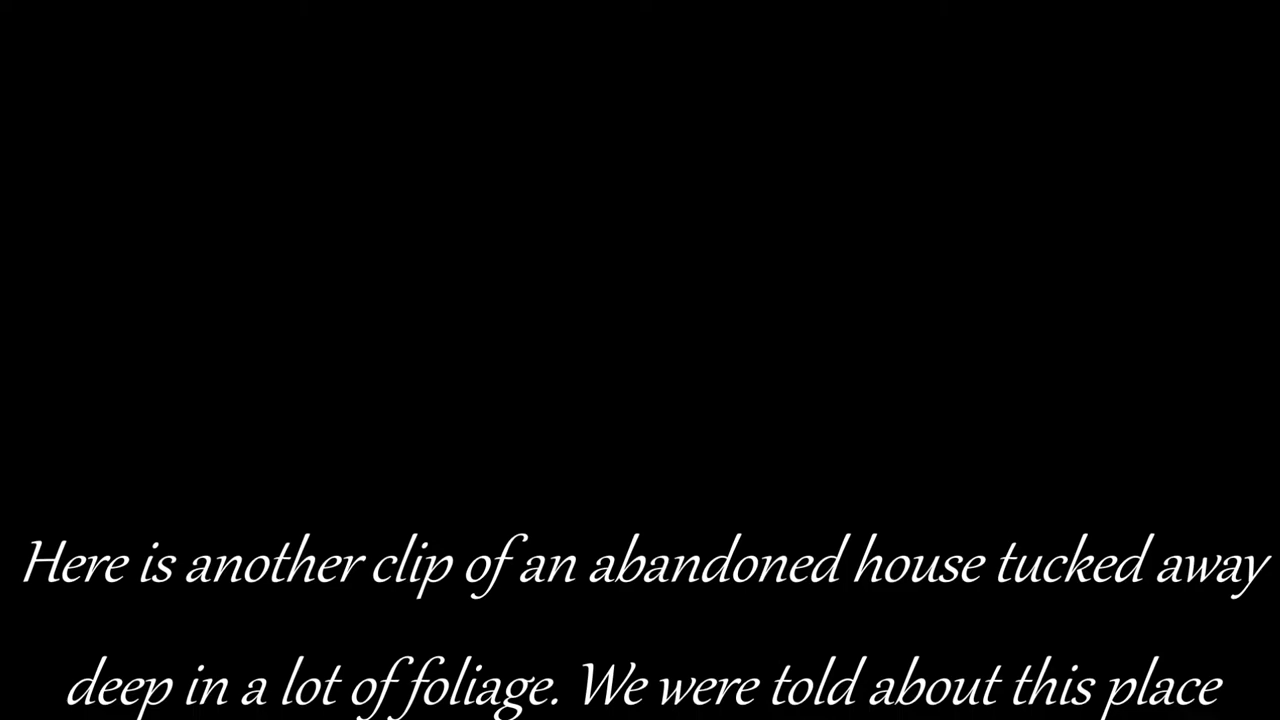 Here is another clip of an abandoned house tucked away
deep in a lot of foliage. We were told about this place